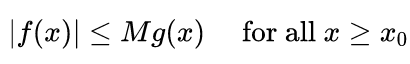 |f(x)| ≤ Mg(x) for all x ≥ x₀